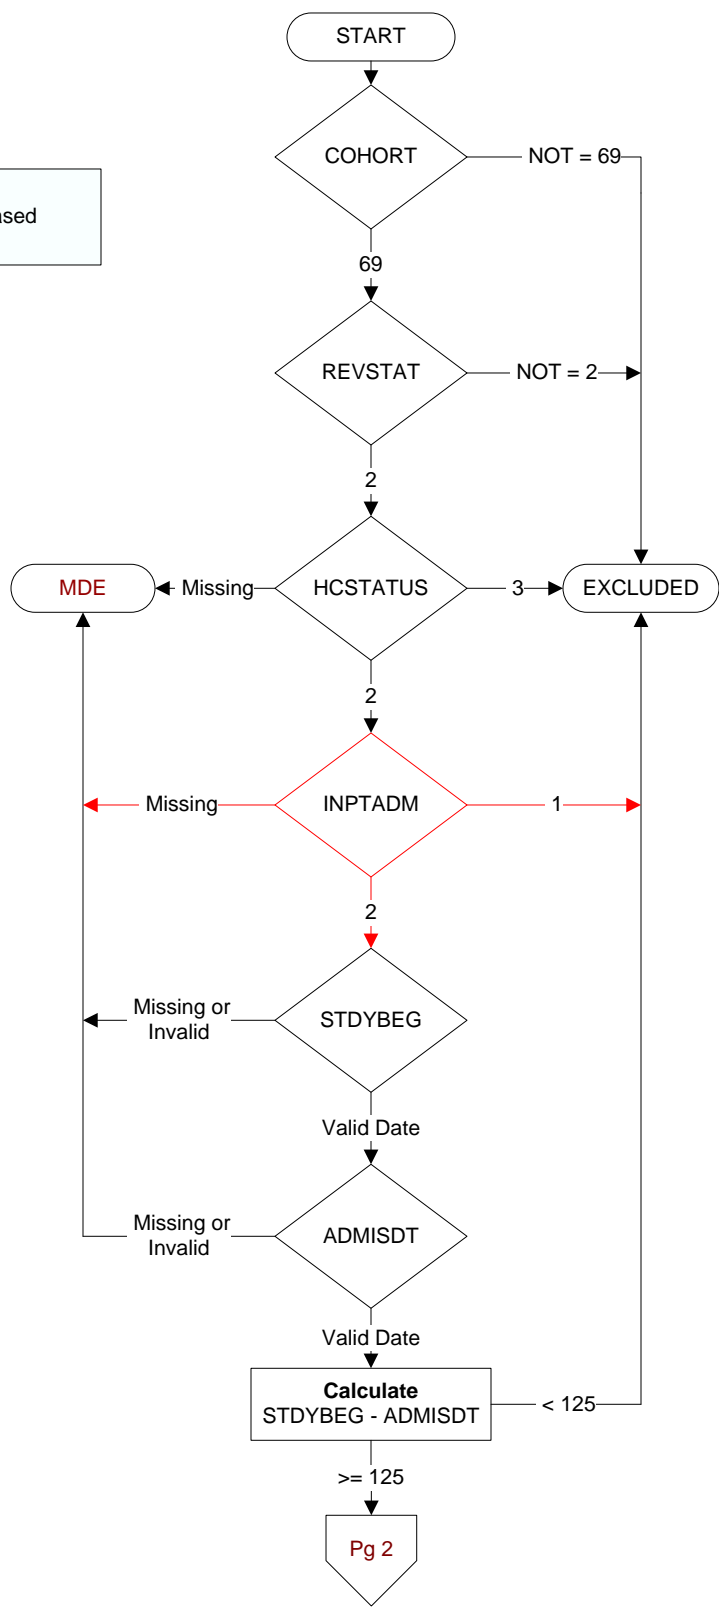 START
COHORT
NOT = 69
69
REVSTAT
NOT = 2
2
MDE
Missing
HCSTATUS
3
EXCLUDED
2
Missing
INPTADM
1
2
Missing or
Invalid
STDYBEG
Valid Date
Missing or
Invalid
ADMISDT
Valid Date
Calculate
STDYBEG - ADMISDT
< 125
>= 125
Pg 2